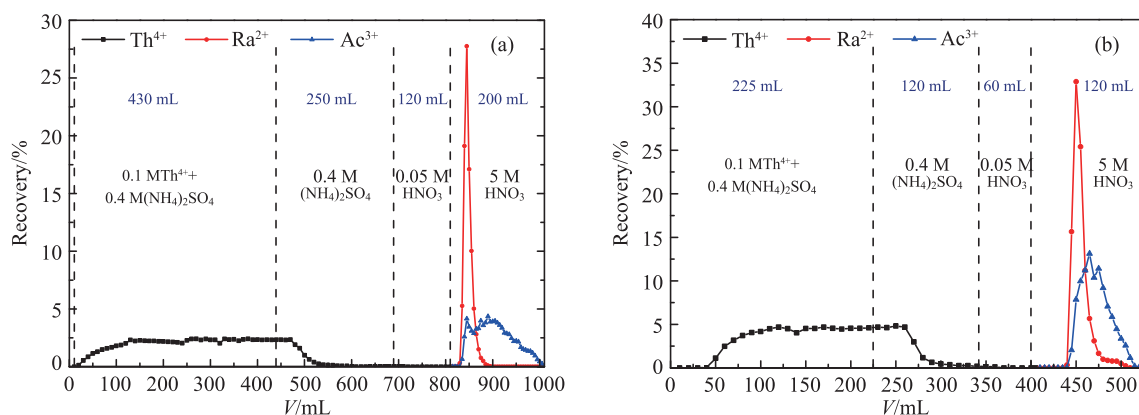 (a)
Th⁴⁺ Ra²⁺ Ac³⁺
430 mL 250 mL 120 mL 200 mL
0.1 MTh⁴⁺+
0.4 M(NH₄)₂SO₄
0.4 M
(NH₄)₂SO₄
0.05 M
HNO₃
5 M
HNO₃
Recovery/%
30
25
20
15
10
5
0
0 100 200 300 400 500 600 700 800 900 1000
V/mL
(b)
Th⁴⁺ Ra²⁺ Ac³⁺
225 mL 120 mL 60 mL 120 mL
0.1 MTh⁴⁺+
0.4 M(NH₄)₂SO₄
0.4 M
(NH₄)₂SO₄
0.05 M
HNO₃
5 M
HNO₃
Recovery/%
40
35
30
25
20
15
10
5
0
0 50 100 150 200 250 300 350 400 450 500
V/mL